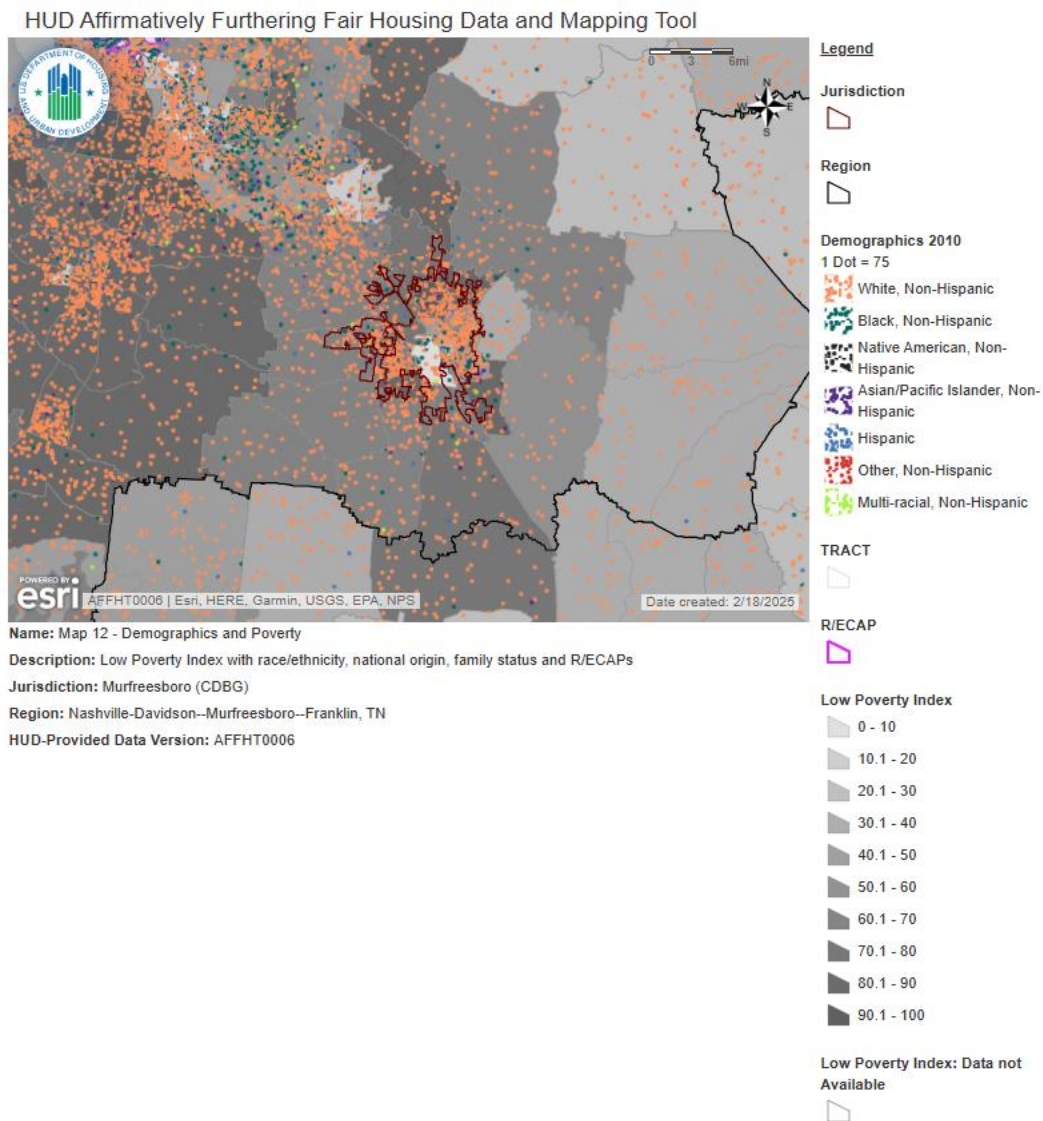 HUD Affirmatively Furthering Fair Housing Data and Mapping Tool
U.S. DEPARTMENT OF HOUSING
AND URBAN DEVELOPMENT
0 3 6mi
N
W E
S
POWERED BY
esri
AFFHT0006 | Esri, HERE, Garmin, USGS, EPA, NPS
Date created: 2/18/2025
Name: Map 12 - Demographics and Poverty
Description: Low Poverty Index with race/ethnicity, national origin, family status and R/ECAPs
Jurisdiction: Murfreesboro (CDBG)
Region: Nashville-Davidson--Murfreesboro--Franklin, TN
HUD-Provided Data Version: AFFHT0006
Legend
Jurisdiction
Region
Demographics 2010
1 Dot = 75
White, Non-Hispanic
Black, Non-Hispanic
Native American, Non-
Hispanic
Asian/Pacific Islander, Non-
Hispanic
Hispanic
Other, Non-Hispanic
Multi-racial, Non-Hispanic
TRACT
R/ECAP
Low Poverty Index
0 - 10
10.1 - 20
20.1 - 30
30.1 - 40
40.1 - 50
50.1 - 60
60.1 - 70
70.1 - 80
80.1 - 90
90.1 - 100
Low Poverty Index: Data not
Available